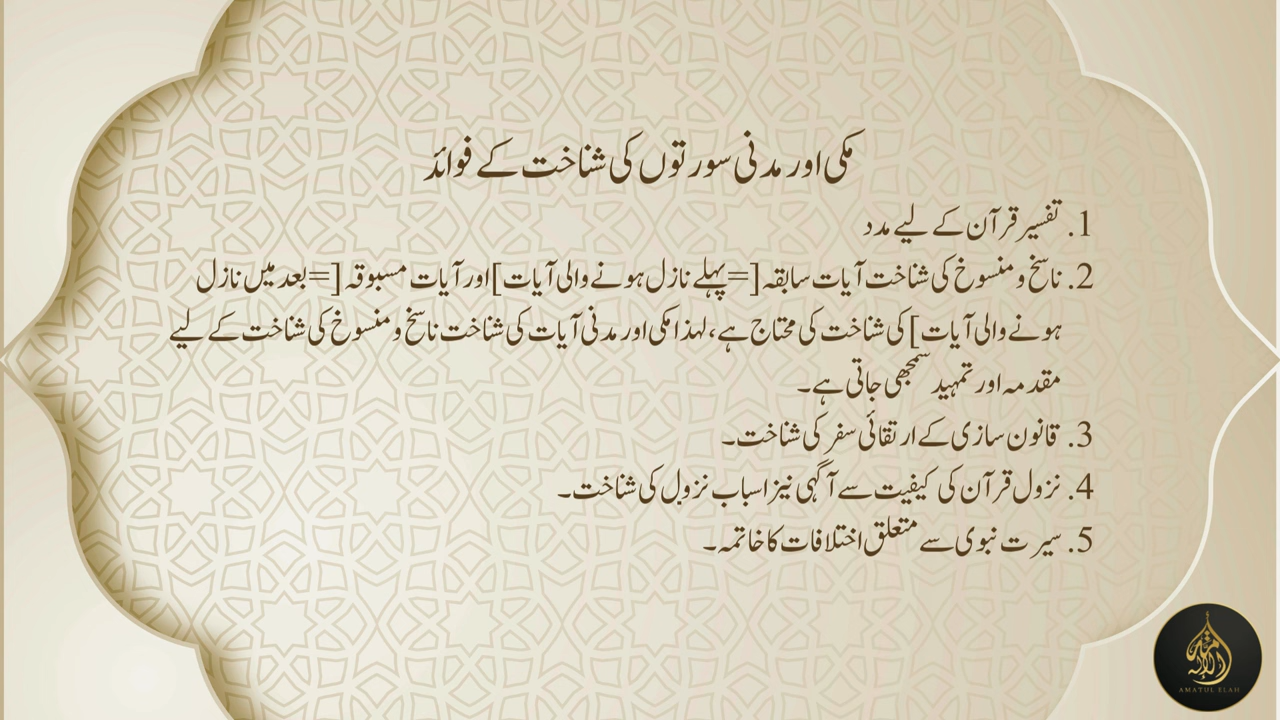 مکی اور مدنی سورتوں کی شناخت کے فوائد
1. تفسیر قرآن کے لیے مدد
2. ناسخ و منسوخ کی شناخت آیات سابقہ [=پہلے نازل ہونے والی آیات] اور آیات مسبوقہ [=بعد میں نازل
ہونے والی آیات] کی شناخت کی محتاج ہے، لہذا مکی اور مدنی آیات کی شناخت ناسخ و منسوخ کی شناخت کے لیے
مقدمہ اور تمہید سمجھی جاتی ہے۔
3. قانون سازی کے ارتقائی سفر کی شناخت۔
4. نزول قرآن کی کیفیت سے آگہی نیز اسباب نزول کی شناخت۔
5. سیرت نبوی سے متعلق اختلافات کا خاتمہ۔
امۃ الالہ
AMATUL ELAH